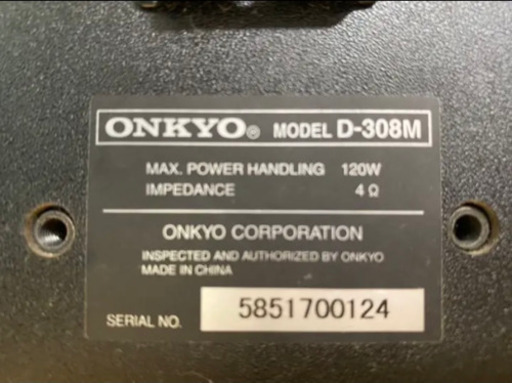 ONKYO® MODEL D-308M
MAX. POWER HANDLING 120W
IMPEDANCE 4 Ω
ONKYO CORPORATION
INSPECTED AND AUTHORIZED BY ONKYO
MADE IN CHINA
SERIAL NO. 5851700124